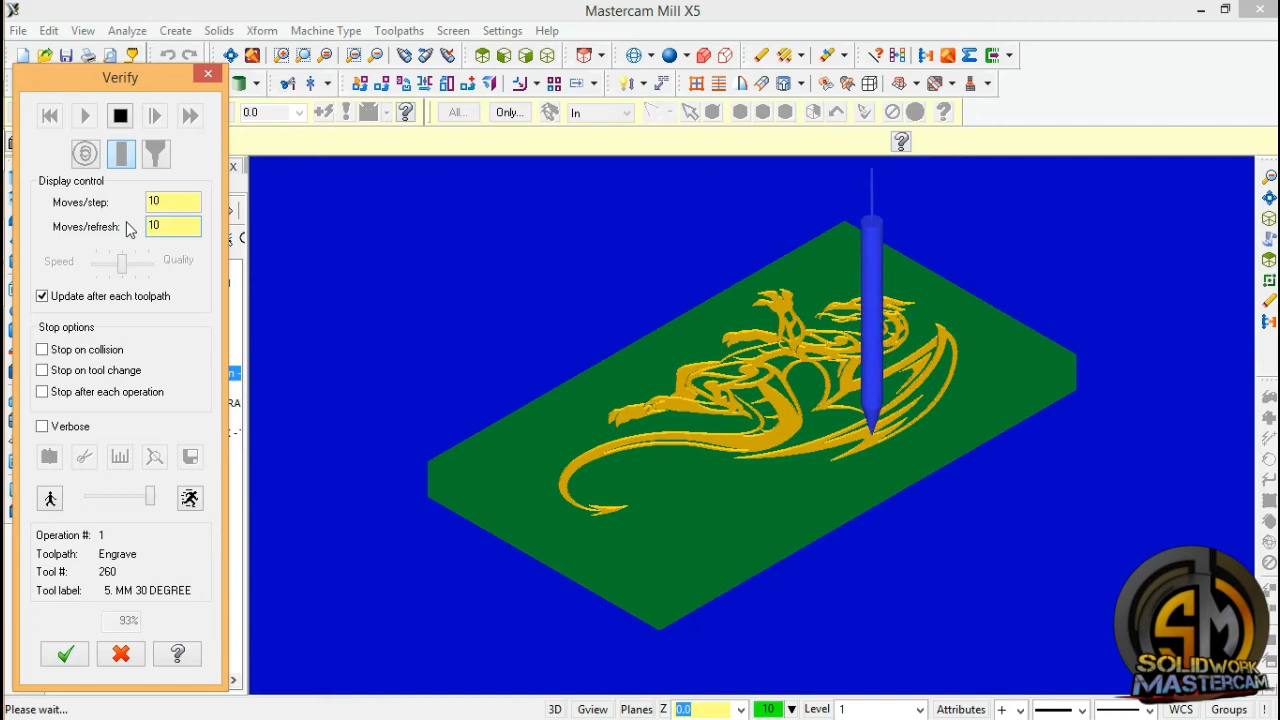 Mastercam Mill X5
File Edit View Analyze Create Solids Xform Machine Type Toolpaths Screen Settings Help
Verify
0.0
All... Only... In
Display control
Moves/step: 10
Moves/refresh: 10
Speed Quality
Update after each toolpath
Stop options
Stop on collision
Stop on tool change
Stop after each operation
Verbose
Operation #: 1
Toolpath: Engrave
Tool #: 260
Tool label: 5. MM 30 DEGREE
93%
SM
SOLIDWORK
MASTERCAM
Please wait... 3D Gview Planes Z 0.0 10 Level 1 Attributes WCS Groups